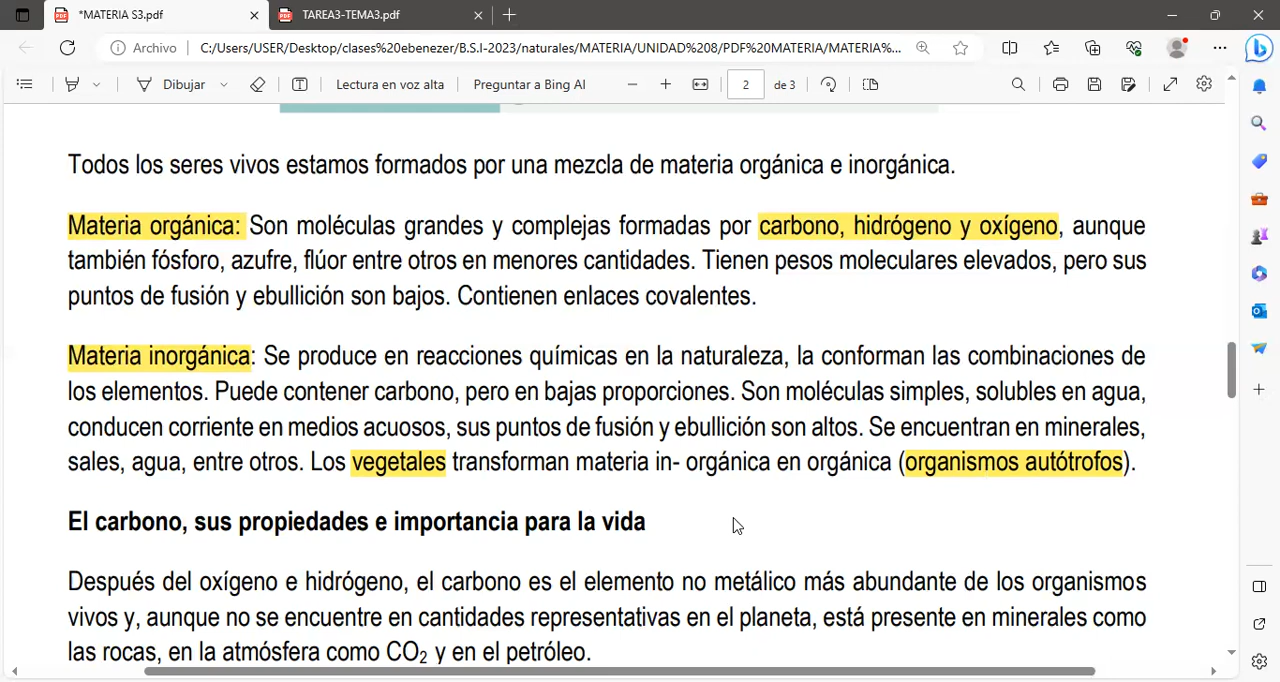 *MATERIA S3.pdf
TAREA3-TEMA3.pdf
Archivo
C:/Users/USER/Desktop/clases%20ebenezer/B.S.I-2023/naturales/MATERIA/UNIDAD%208/PDF%20MATERIA/MATERIA%...
Dibujar
Lectura en voz alta
Preguntar a Bing AI
2
de 3
Todos los seres vivos estamos formados por una mezcla de materia orgánica e inorgánica.
Materia orgánica: Son moléculas grandes y complejas formadas por carbono, hidrógeno y oxígeno, aunque
también fósforo, azufre, flúor entre otros en menores cantidades. Tienen pesos moleculares elevados, pero sus
puntos de fusión y ebullición son bajos. Contienen enlaces covalentes.
Materia inorgánica: Se produce en reacciones químicas en la naturaleza, la conforman las combinaciones de
los elementos. Puede contener carbono, pero en bajas proporciones. Son moléculas simples, solubles en agua,
conducen corriente en medios acuosos, sus puntos de fusión y ebullición son altos. Se encuentran en minerales,
sales, agua, entre otros. Los vegetales transforman materia in- orgánica en orgánica (organismos autótrofos).
El carbono, sus propiedades e importancia para la vida
Después del oxígeno e hidrógeno, el carbono es el elemento no metálico más abundante de los organismos
vivos y, aunque no se encuentre en cantidades representativas en el planeta, está presente en minerales como
las rocas, en la atmósfera como CO₂ y en el petróleo.